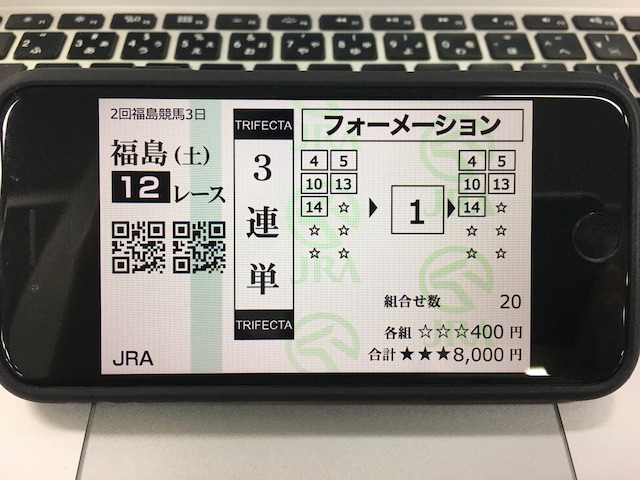 2回福島競馬3日
福島(土)
12レース
JRA
TRIFECTA
3連単
TRIFECTA
フォーメーション
4 5
10 13
14 ☆
☆ ☆
☆ ☆
▶
1
▶
4 5
10 13
14 ☆
☆ ☆
☆ ☆
組合せ数 20
各組 ☆☆☆400円
合計★★★8,000円
JRA
JRA